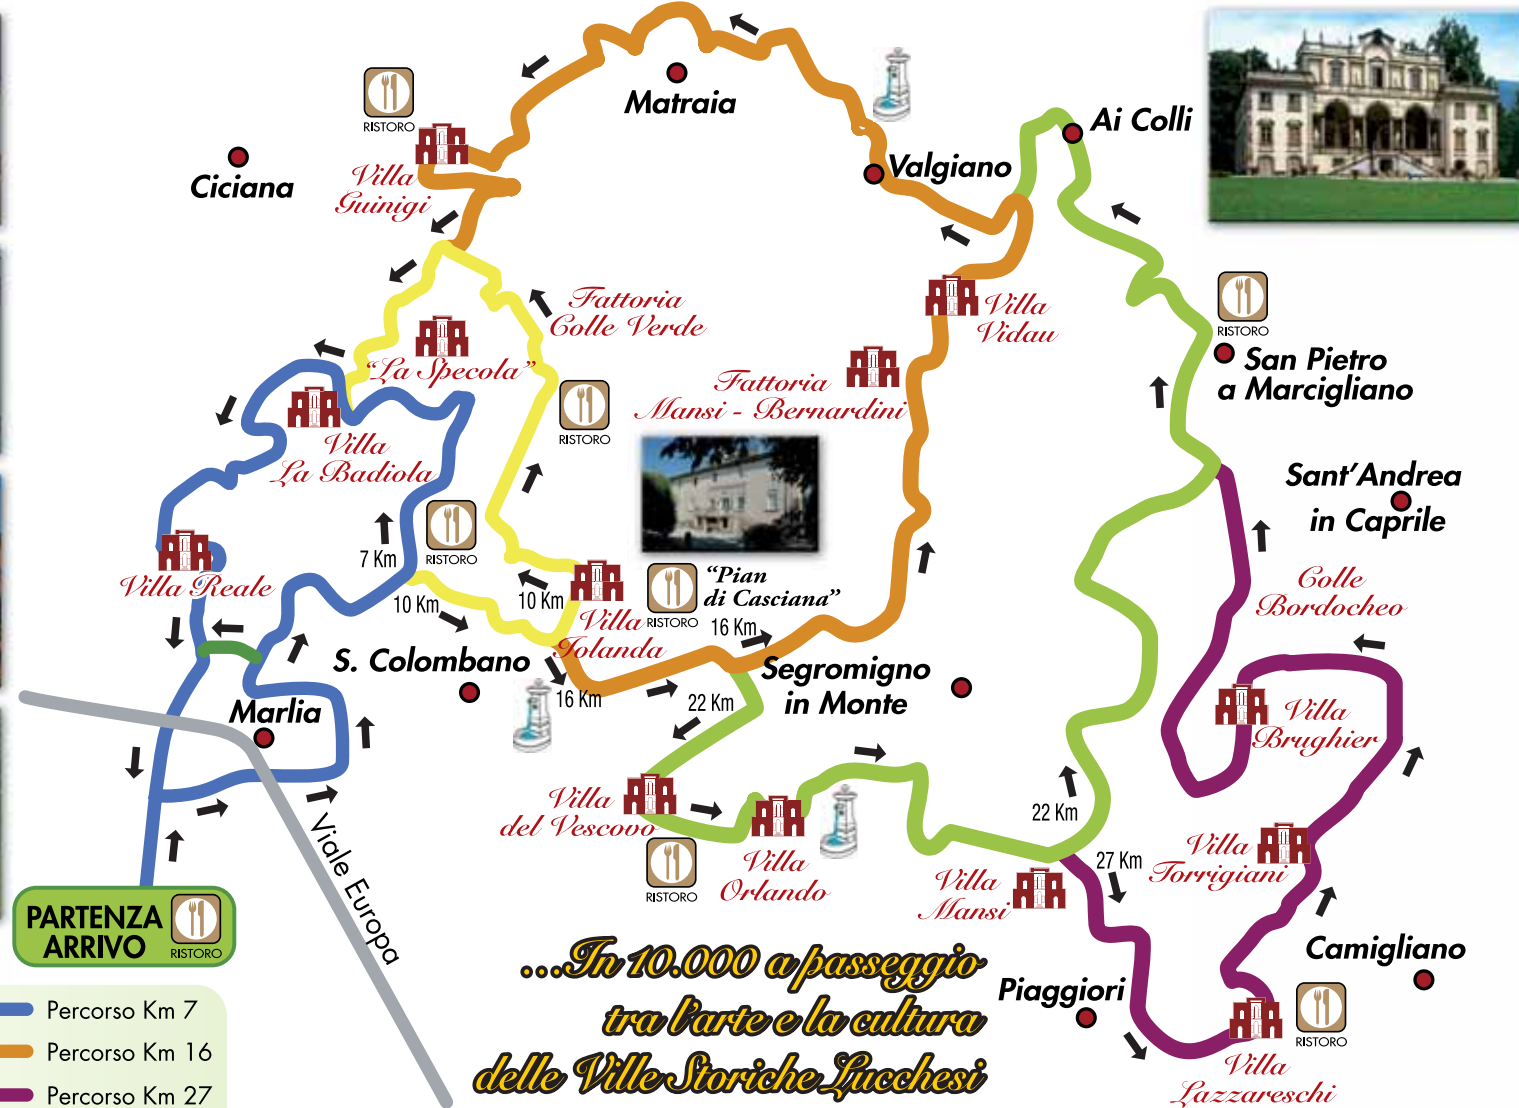 RISTORO
Matraia
Ciciana
Villa
Guinigi
Valgiano
Ai Colli
Fattoria
Colle Verde
Villa
Vidau
RISTORO
San Pietro
a Marcigliano
"La Specola"
Fattoria
Mansi - Bernardini
RISTORO
Villa
La Badiola
Sant'Andrea
in Caprile
RISTORO
7 Km
Villa Reale
10 Km
10 Km
Villa
Iolanda
RISTORO
"Pian
di Casciana"
16 Km
Colle
Bordocheo
S. Colombano
16 Km
22 Km
Segromigno
in Monte
Marlia
Villa
Brughier
Villa
del Vescovo
22 Km
Viale Europa
RISTORO
Villa
Orlando
Villa
Mansi
27 Km
Villa
Torrigiani
PARTENZA
ARRIVO
RISTORO
...In 10.000 a passeggio
tra l'arte e la cultura
delle Ville Storiche Lucchesi
Piaggiori
Camigliano
RISTORO
Villa
Lazzareschi
Percorso Km 7
Percorso Km 16
Percorso Km 27